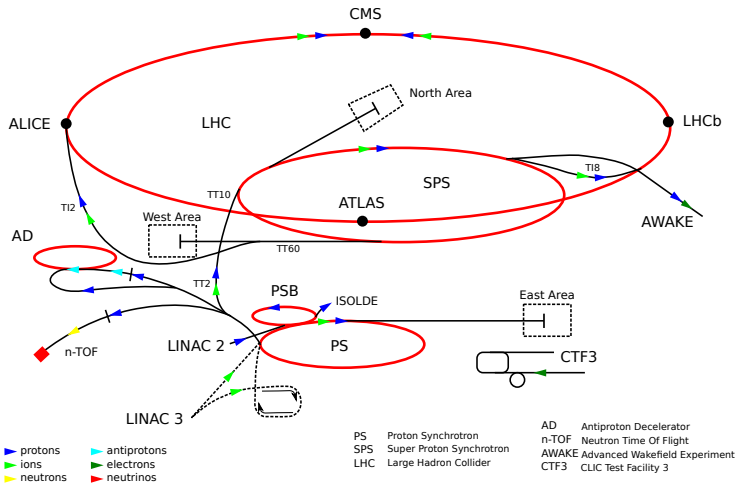 CMS
North Area
ALICE
LHC
LHCb
TI8
TT10
SPS
ATLAS
TI2
West Area
AWAKE
AD
TT60
TT2
PSB
ISOLDE
East Area
n-TOF
LINAC 2
PS
CTF3
LINAC 3
protons
antiprotons
ions
electrons
neutrons
neutrinos
PS Proton Synchrotron
SPS Super Proton Synchrotron
LHC Large Hadron Collider
AD Antiproton Decelerator
n-TOF Neutron Time Of Flight
AWAKE Advanced Wakefield Experiment
CTF3 CLIC Test Facility 3